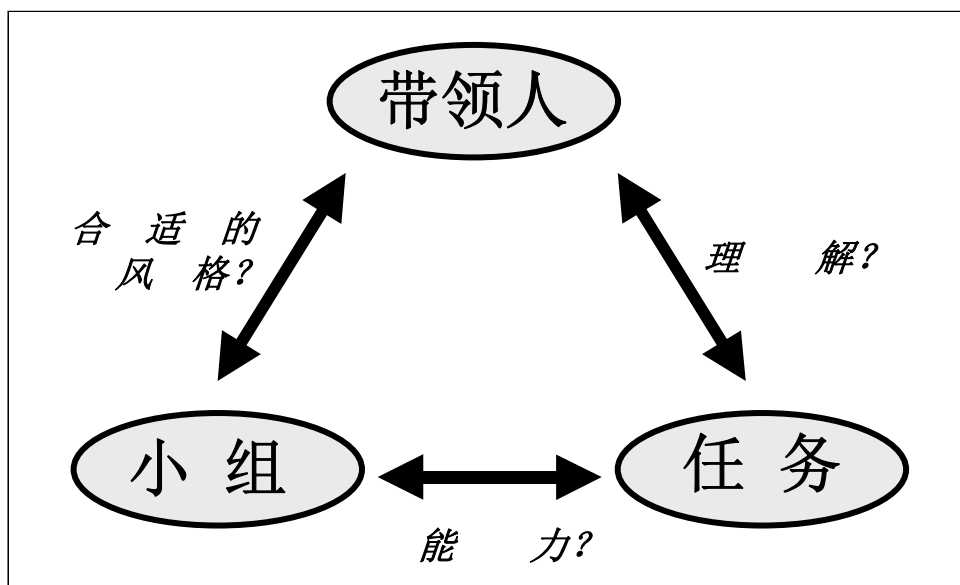 带领人
合 适 的
风 格？
理 解？
小 组
任 务
能 力？